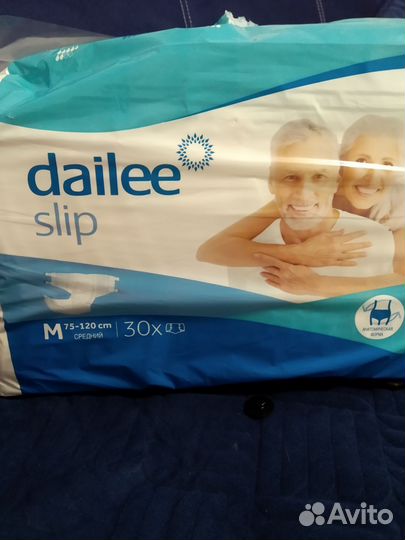 dailee
slip
M 75-120 cm
СРЕДНИЙ
30x
АНАТОМИЧЕСКАЯ
ФОРМА
Avito